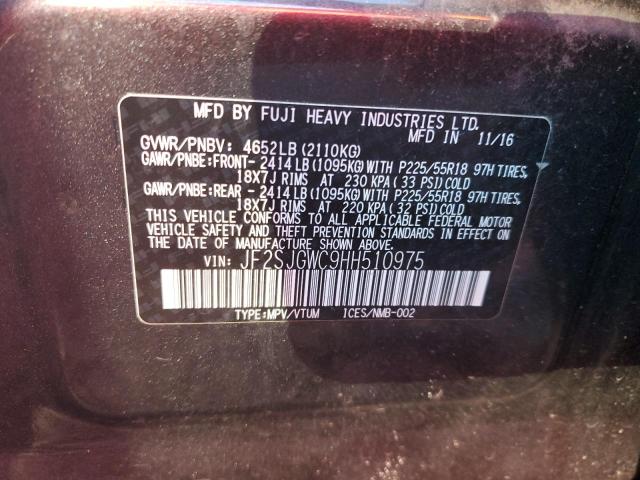 MFD BY FUJI HEAVY INDUSTRIES LTD.
MFD IN 11/16
GVWR/PNBV: 4652LB(2110KG)
GAWR/PNBE:FRONT- 2414LB(1095KG)WITH P225/55R18 97H TIRES,
18X7J RIMS AT 230 KPA(33 PSI)COLD
GAWR/PNBE:REAR - 2414LB(1095KG)WITH P225/55R18 97H TIRES,
18X7J RIMS AT 220 KPA(32 PSI)COLD
THIS VEHICLE CONFORMS TO ALL APPLICABLE FEDERAL MOTOR
VEHICLE SAFETY AND THEFT PREVENTION STANDARDS IN EFFECT ON
THE DATE OF MANUFACTURE SHOWN ABOVE.
VIN: JF2SJGWC9HH510975
TYPE:MPV/VTUM ICES/NMB-002